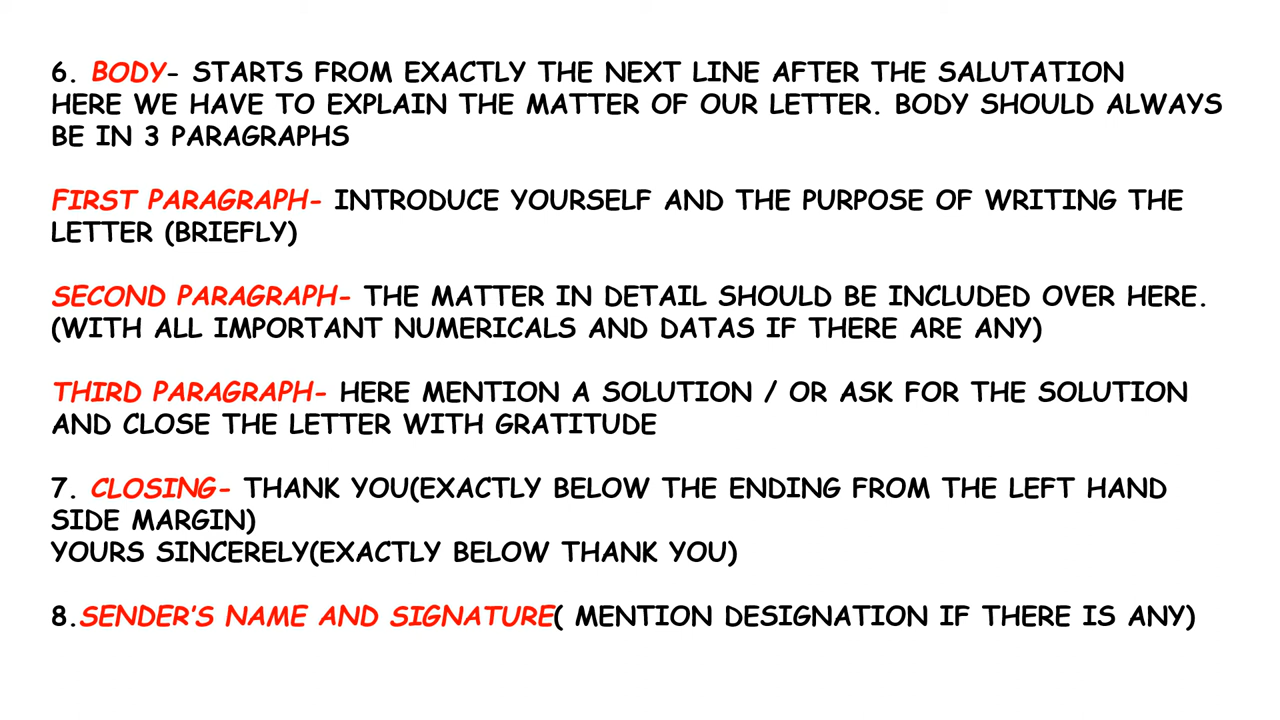 6. BODY- STARTS FROM EXACTLY THE NEXT LINE AFTER THE SALUTATION
HERE WE HAVE TO EXPLAIN THE MATTER OF OUR LETTER. BODY SHOULD ALWAYS
BE IN 3 PARAGRAPHS
FIRST PARAGRAPH- INTRODUCE YOURSELF AND THE PURPOSE OF WRITING THE
LETTER (BRIEFLY)
SECOND PARAGRAPH- THE MATTER IN DETAIL SHOULD BE INCLUDED OVER HERE.
(WITH ALL IMPORTANT NUMERICALS AND DATAS IF THERE ARE ANY)
THIRD PARAGRAPH- HERE MENTION A SOLUTION / OR ASK FOR THE SOLUTION
AND CLOSE THE LETTER WITH GRATITUDE
7. CLOSING- THANK YOU(EXACTLY BELOW THE ENDING FROM THE LEFT HAND
SIDE MARGIN)
YOURS SINCERELY(EXACTLY BELOW THANK YOU)
8.SENDER’S NAME AND SIGNATURE( MENTION DESIGNATION IF THERE IS ANY)